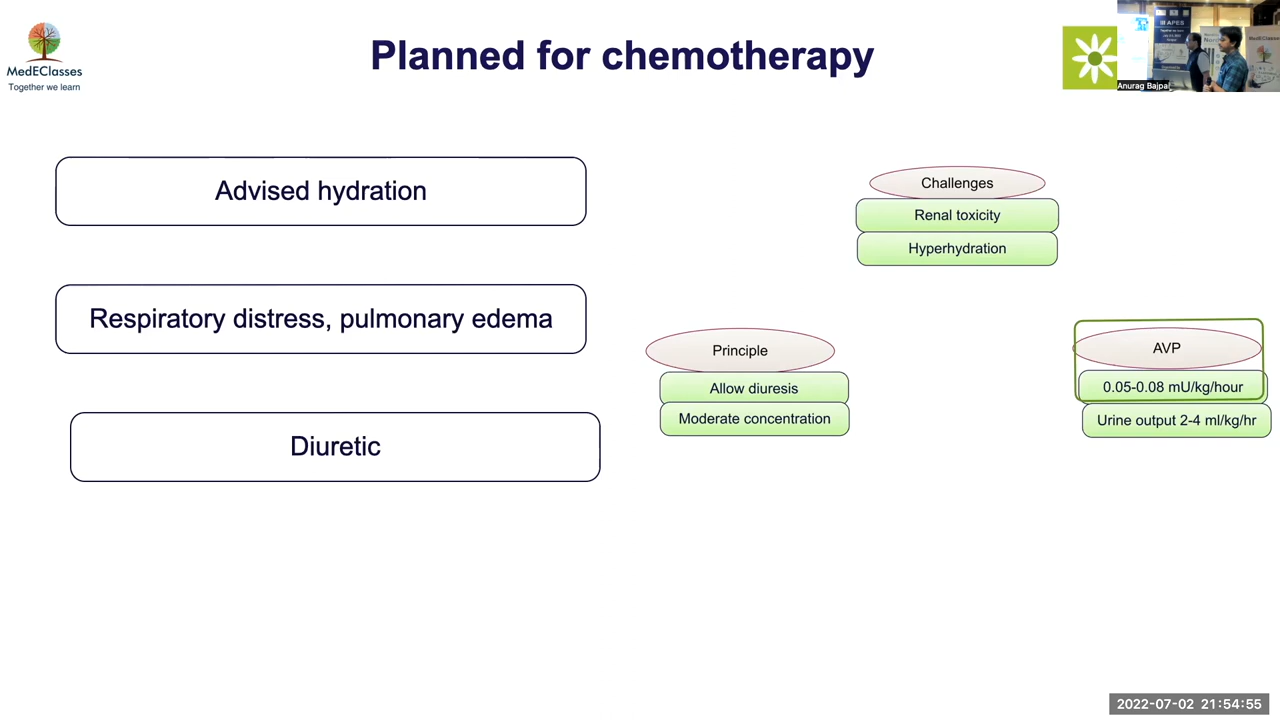 MedEClasses
Together we learn
Planned for chemotherapy
APES
Anurag Bajpai
Advised hydration
Respiratory distress, pulmonary edema
Diuretic
Challenges
Renal toxicity
Hyperhydration
Principle
Allow diuresis
Moderate concentration
AVP
0.05-0.08 mU/kg/hour
Urine output 2-4 ml/kg/hr
2022-07-02 21:54:55